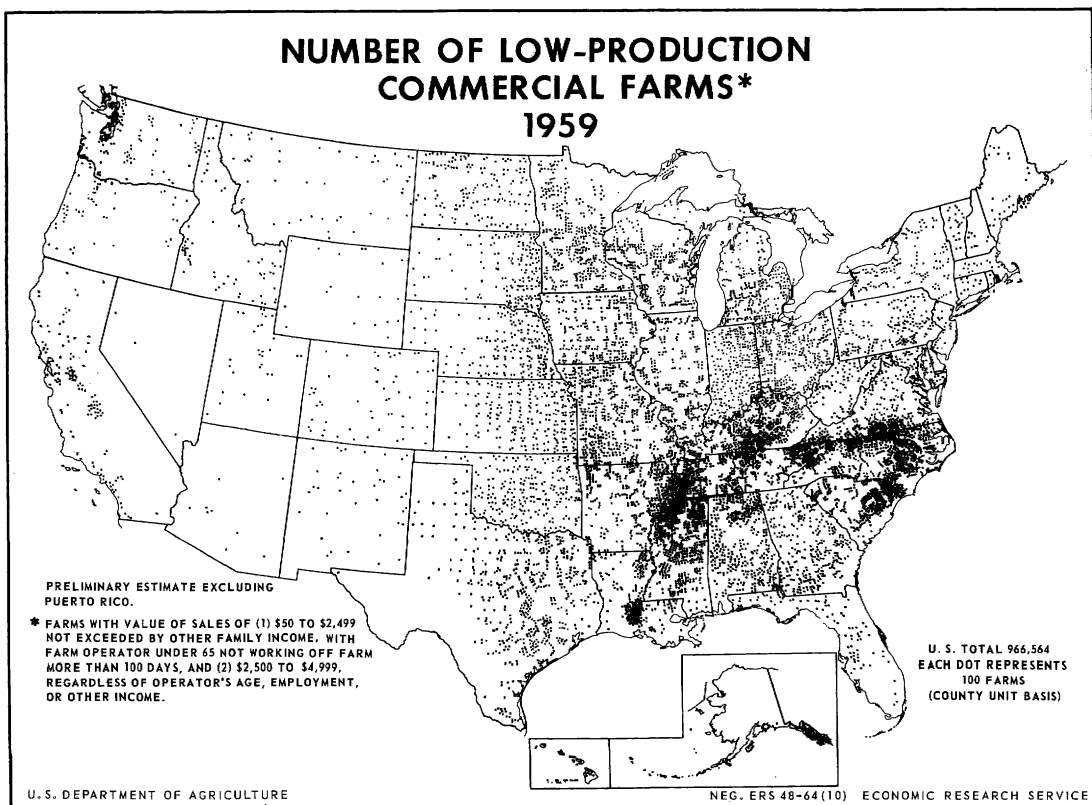 NUMBER OF LOW-PRODUCTION
COMMERCIAL FARMS*
1959
PRELIMINARY ESTIMATE EXCLUDING
PUERTO RICO.
* FARMS WITH VALUE OF SALES OF (1) $50 TO $2,499
NOT EXCEEDED BY OTHER FAMILY INCOME, WITH
FARM OPERATOR UNDER 65 NOT WORKING OFF FARM
MORE THAN 100 DAYS, AND (2) $2,500 TO $4,999,
REGARDLESS OF OPERATOR'S AGE, EMPLOYMENT,
OR OTHER INCOME.
U.S. TOTAL 966,564
EACH DOT REPRESENTS
100 FARMS
(COUNTY UNIT BASIS)
U.S. DEPARTMENT OF AGRICULTURE
NEG. ERS 48-64(10) ECONOMIC RESEARCH SERVICE